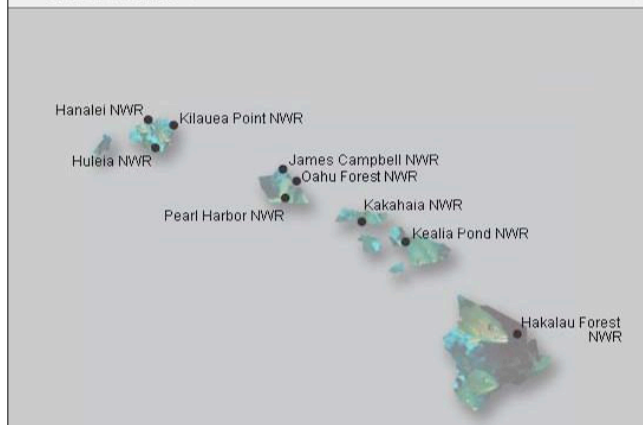 Hanalei NWR
Kilauea Point NWR
Huleia NWR
James Campbell NWR
Oahu Forest NWR
Pearl Harbor NWR
Kakahaia NWR
Kealia Pond NWR
Hakalau Forest
NWR